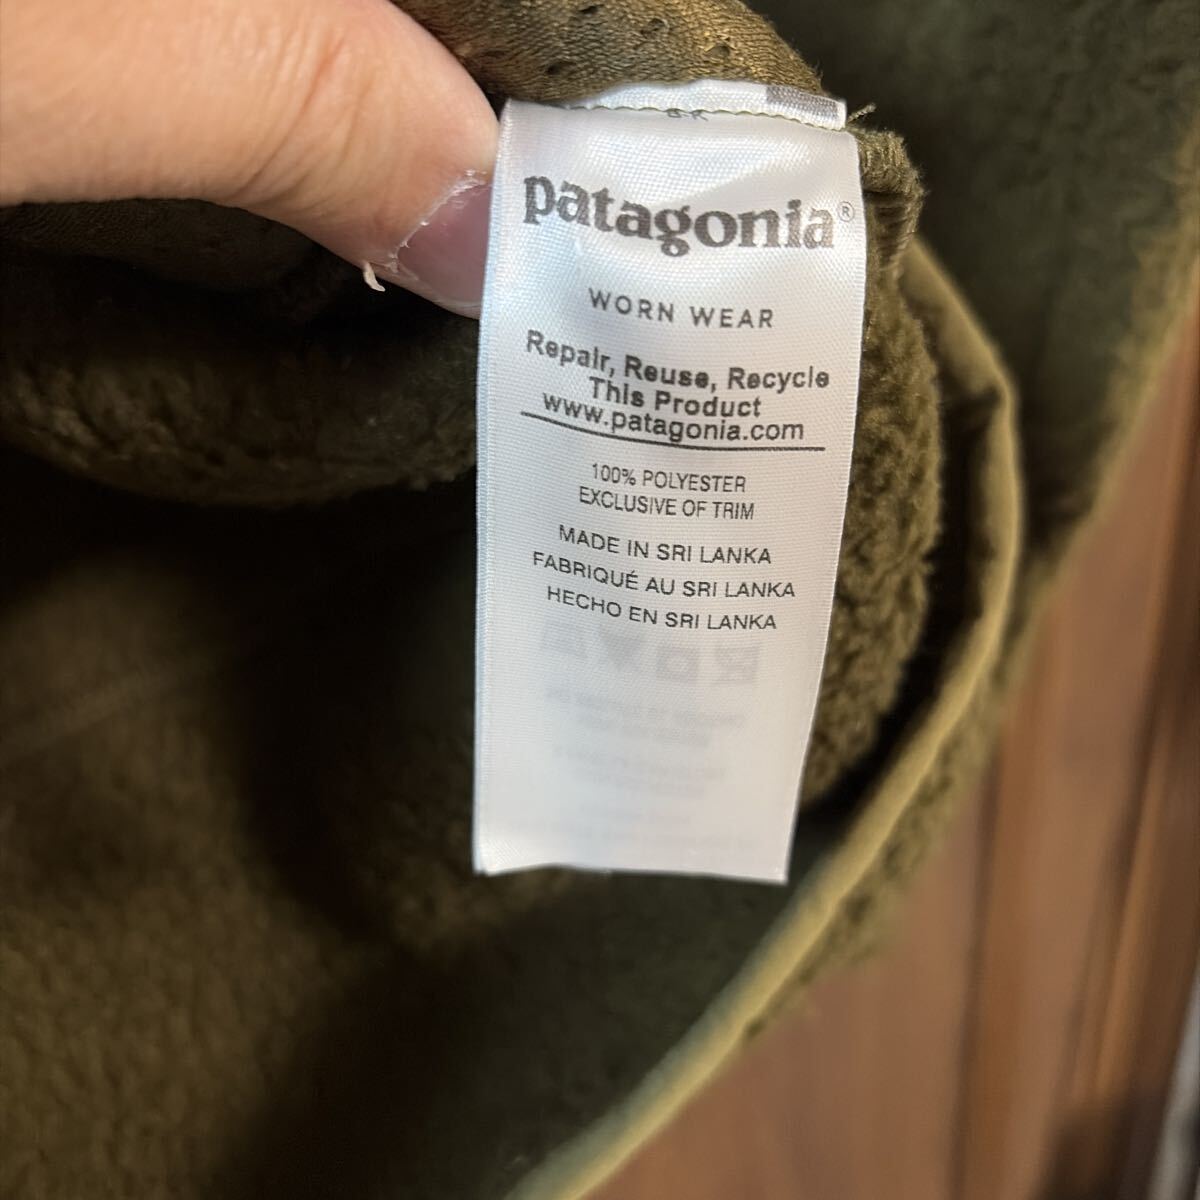 patagonia®
WORN WEAR
Repair, Reuse, Recycle
This Product
www.patagonia.com
100% POLYESTER
EXCLUSIVE OF TRIM
MADE IN SRI LANKA
FABRIQUÉ AU SRI LANKA
HECHO EN SRI LANKA